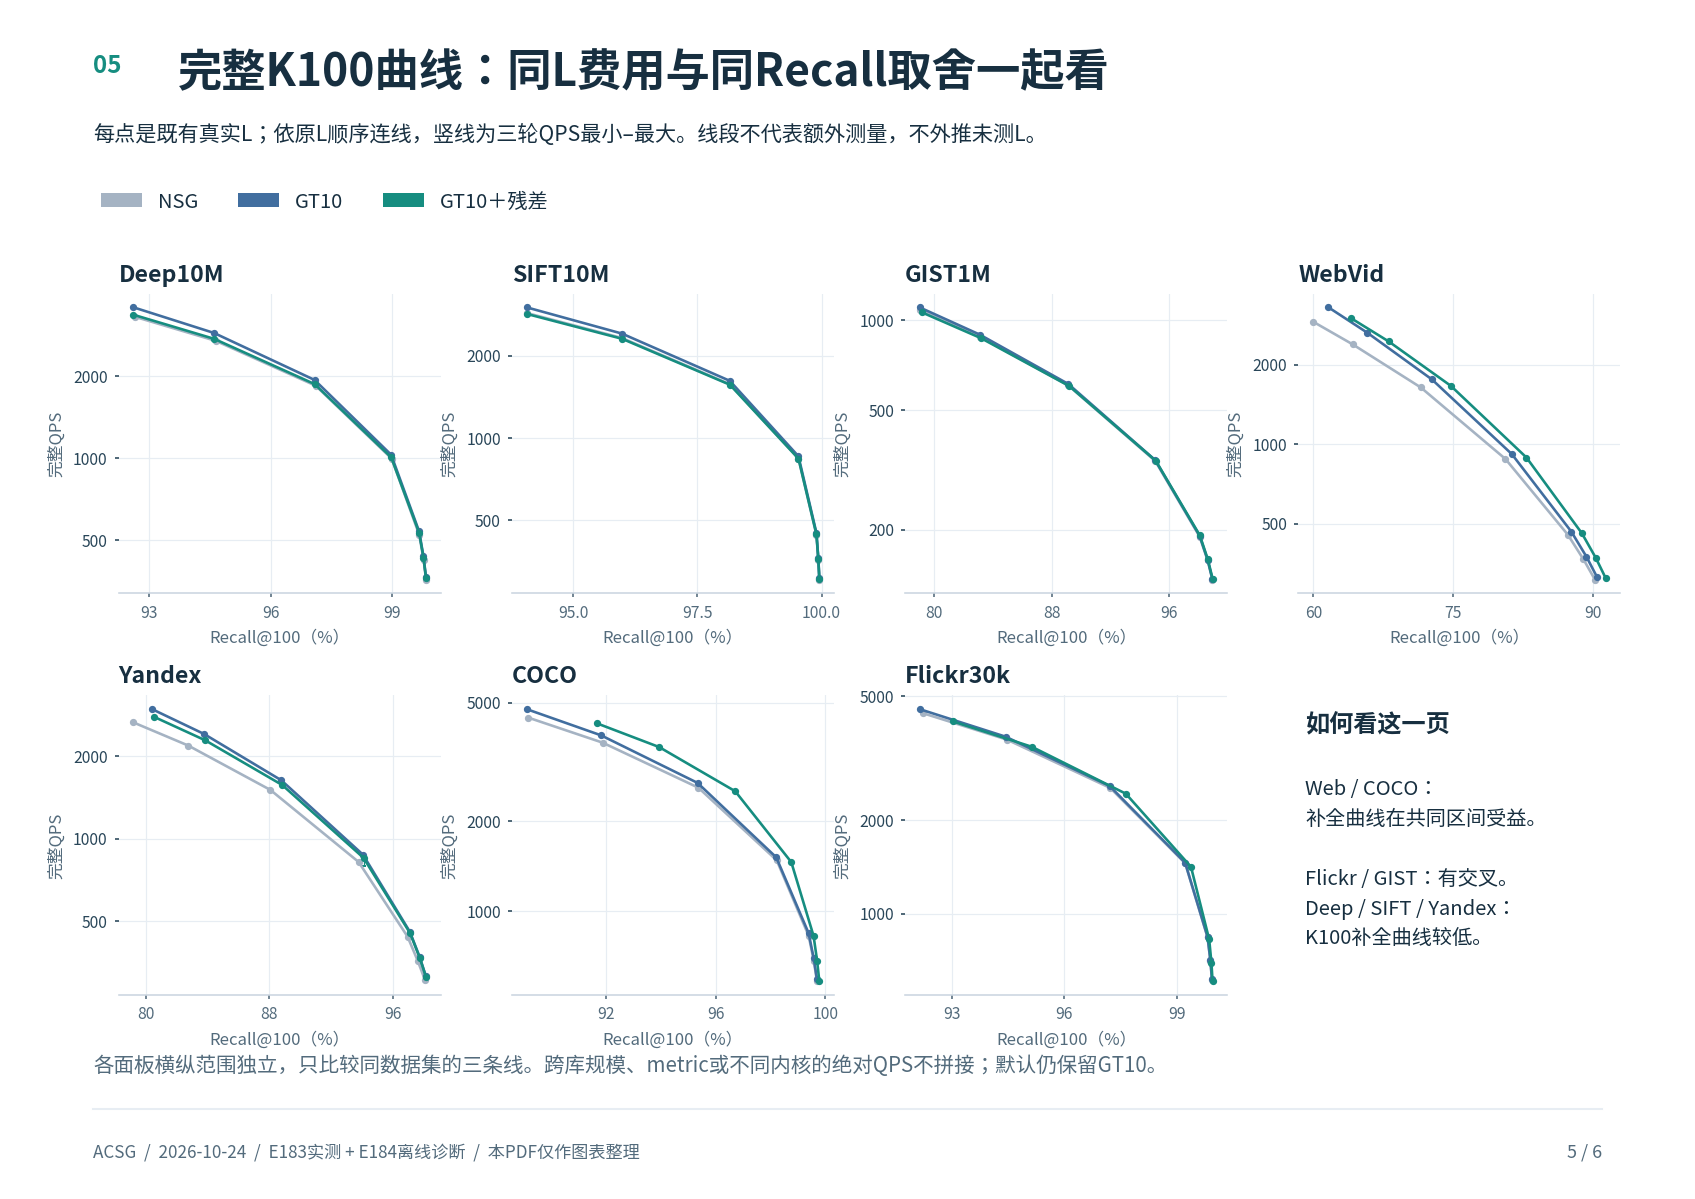 05
完整K100曲线：同L费用与同Recall取舍一起看
每点是既有真实L；依原L顺序连线，竖线为三轮QPS最小–最大。线段不代表额外测量，不外推未测L。
NSG
GT10
GT10＋残差
Deep10M
2000
1000
500
完整QPS
93
96
99
Recall@100（%）
SIFT10M
2000
1000
500
完整QPS
95.0
97.5
100.0
Recall@100（%）
GIST1M
1000
500
200
完整QPS
80
88
96
Recall@100（%）
WebVid
2000
1000
500
完整QPS
60
75
90
Recall@100（%）
Yandex
2000
1000
500
完整QPS
80
88
96
Recall@100（%）
COCO
5000
2000
1000
完整QPS
92
96
100
Recall@100（%）
Flickr30k
5000
2000
1000
完整QPS
93
96
99
Recall@100（%）
如何看这一页
Web / COCO：
补全曲线在共同区间受益。
Flickr / GIST：有交叉。
Deep / SIFT / Yandex：
K100补全曲线较低。
各面板横纵范围独立，只比较同数据集的三条线。跨库规模、metric或不同内核的绝对QPS不拼接；默认仍保留GT10。
ACSG / 2026-10-24 / E183实测 + E184离线诊断 / 本PDF仅作图表整理
5 / 6